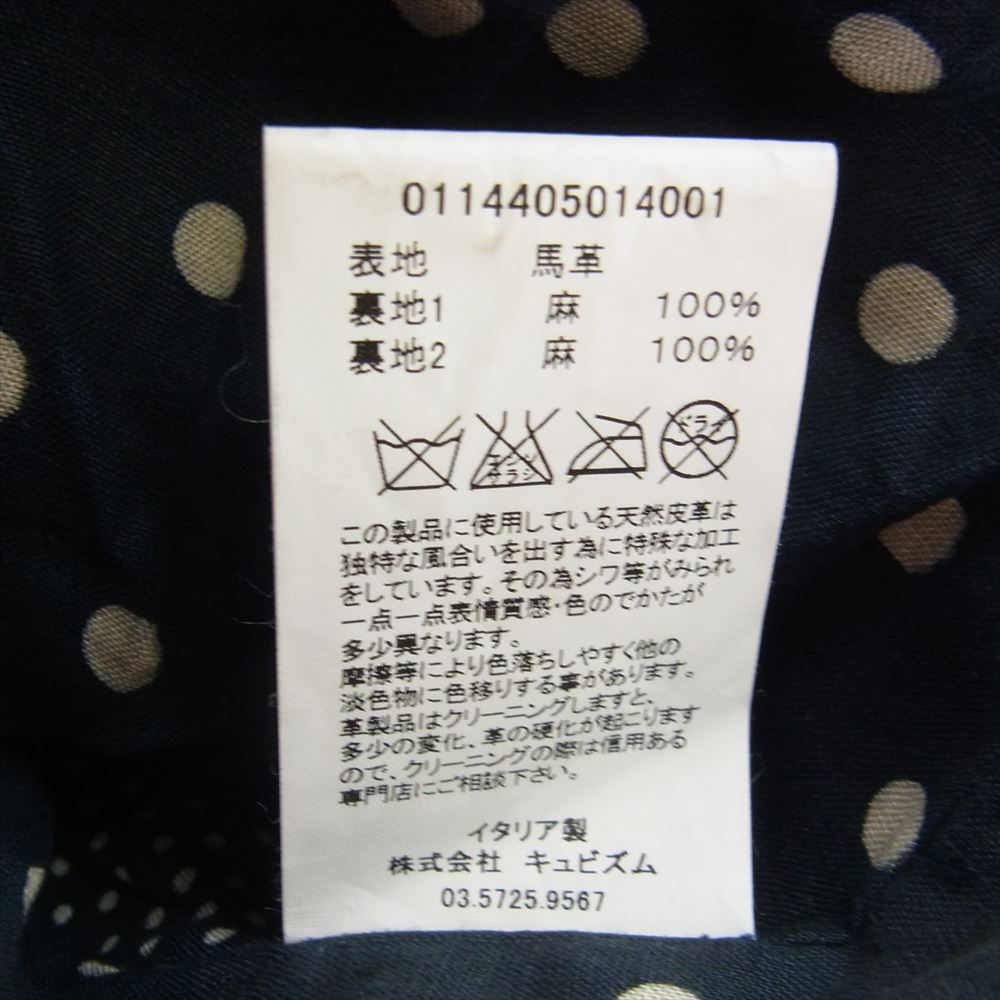 0114405014001
表地 馬革
裏地1 麻 100%
裏地2 麻 100%
エンソ サラシ ドライ
この製品に使用している天然皮革は
独特な風合いを出す為に特殊な加工
をしています。その為シワ等がみられ
一点一点表情質感・色のでかたが
多少異なります。
摩擦等により色落ちしやすく他の
淡色物に色移りする事があります。
革製品はクリーニングしますと、
多少の変化、革の硬化が起こります
ので、クリーニングの際は信用ある
専門店にご相談下さい。
イタリア製
株式会社 キュビズム
03.5725.9567